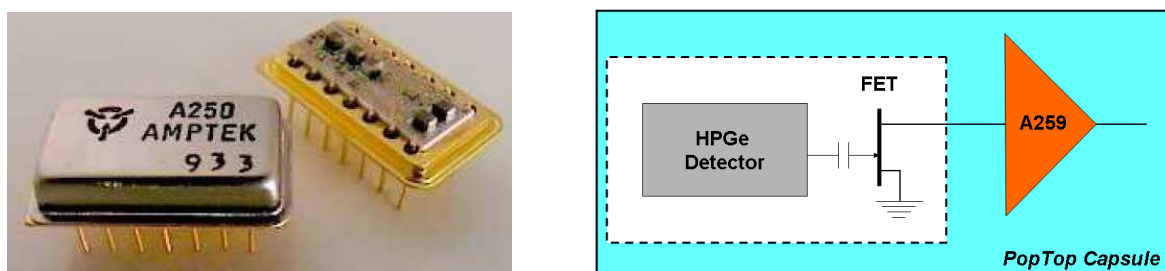 A250
AMPTEK
933
FET
HPGe
Detector
A259
PopTop Capsule